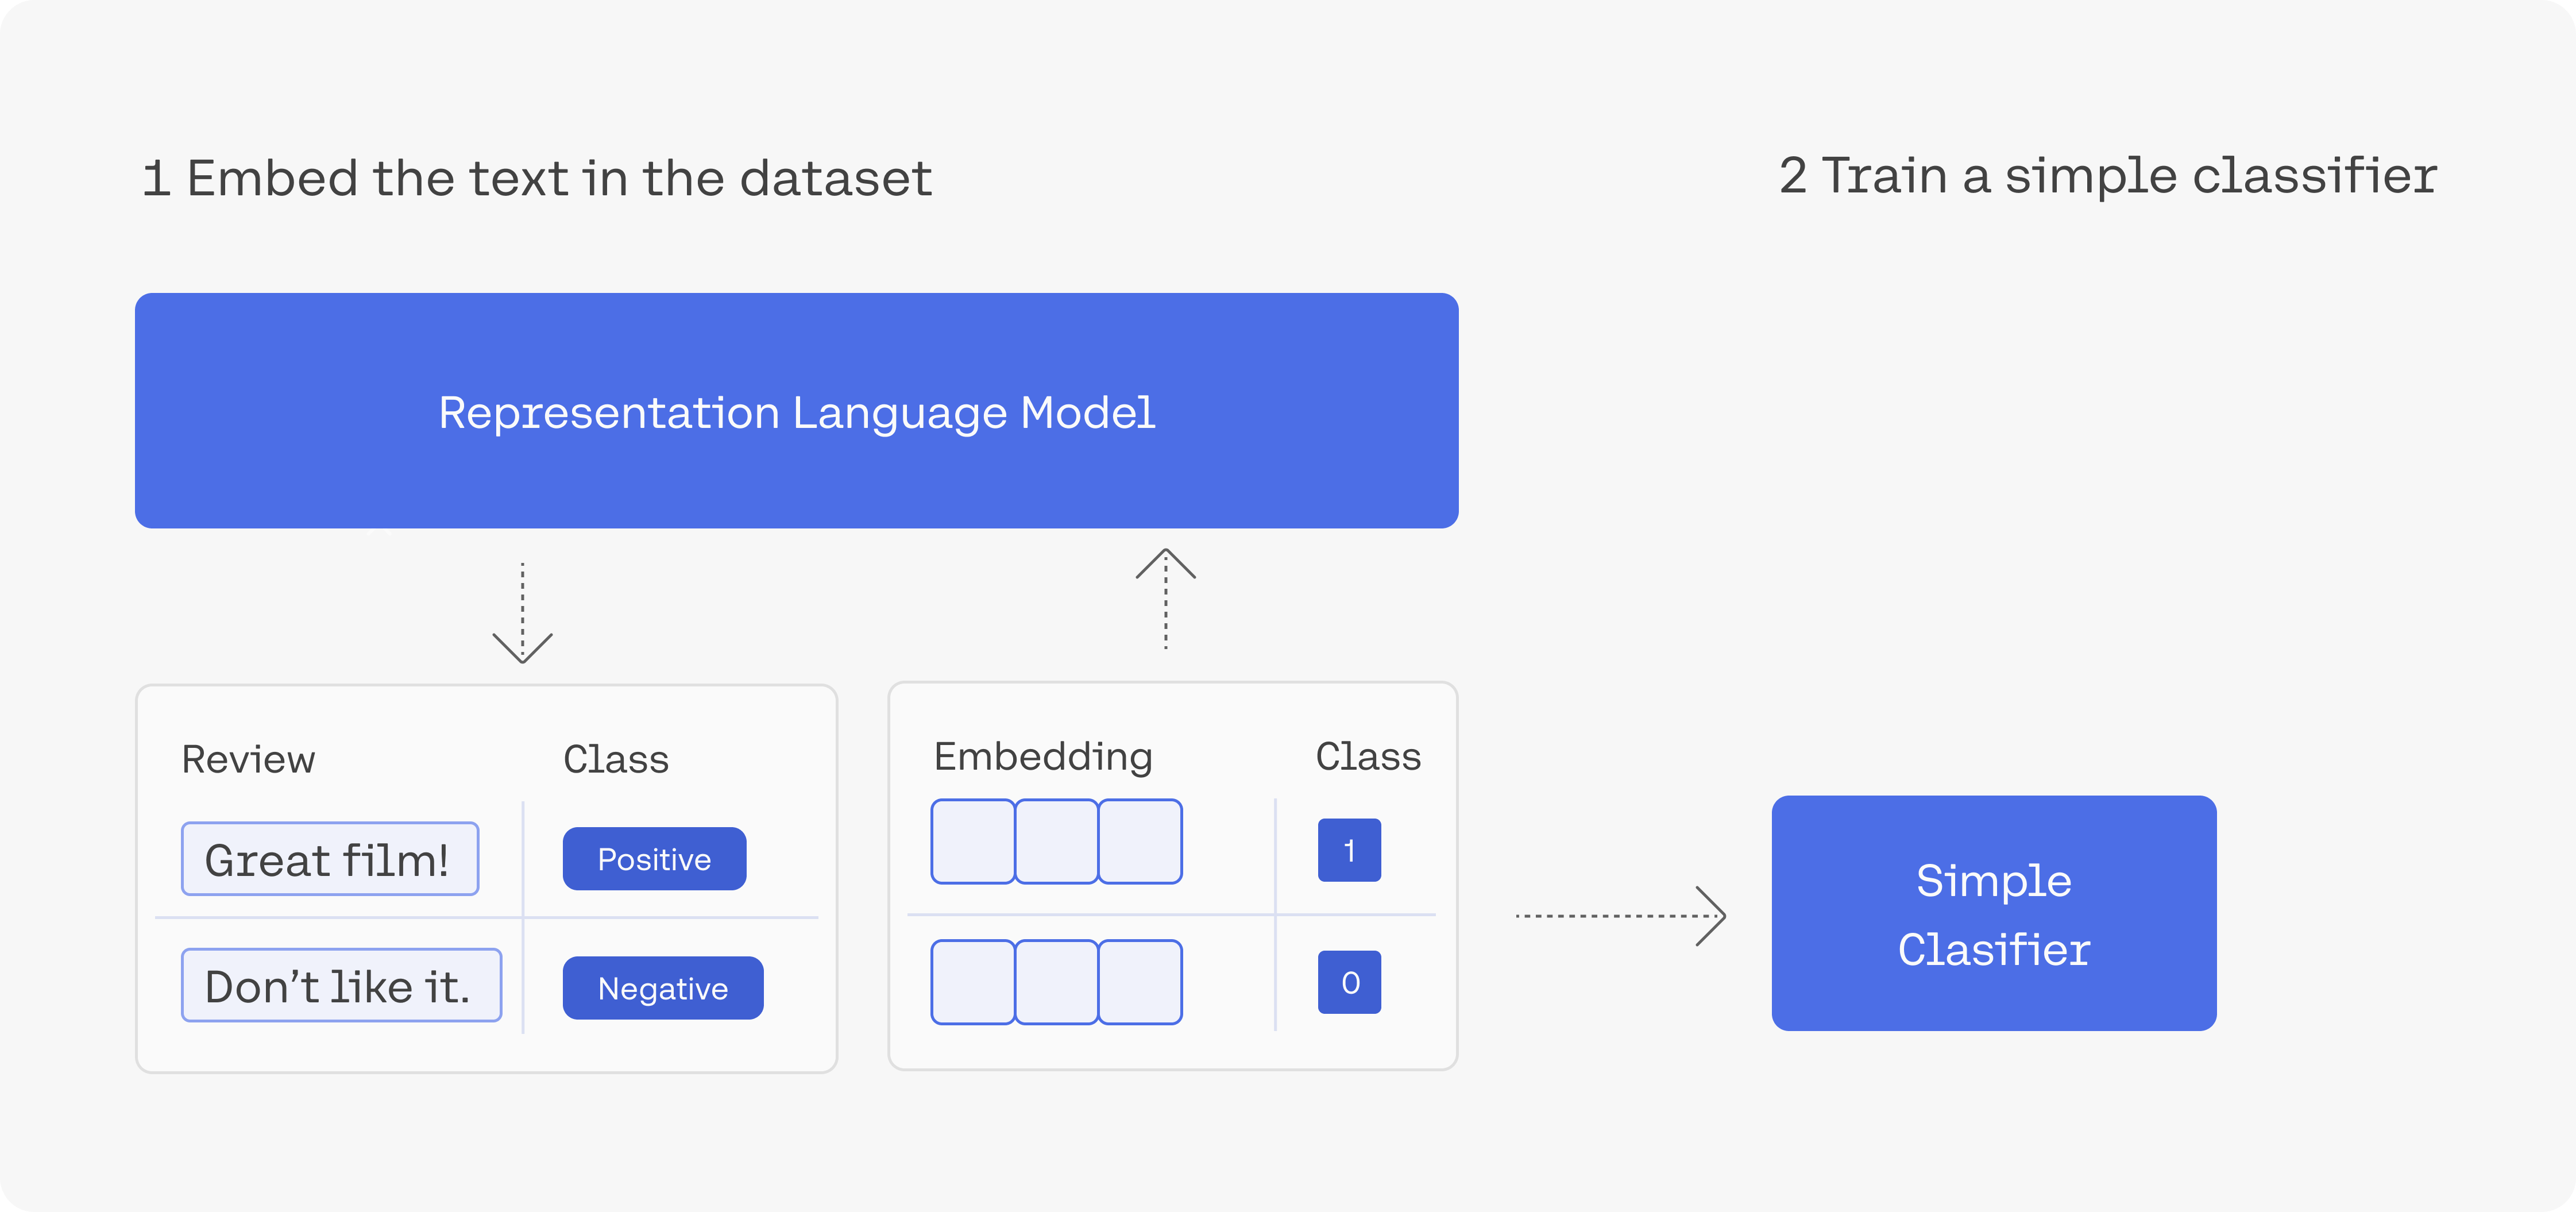 1 Embed the text in the dataset
2 Train a simple classifier
Representation Language Model
Review Class
Great film! Positive
Don’t like it. Negative
Embedding Class
1
0
Simple
Clasifier